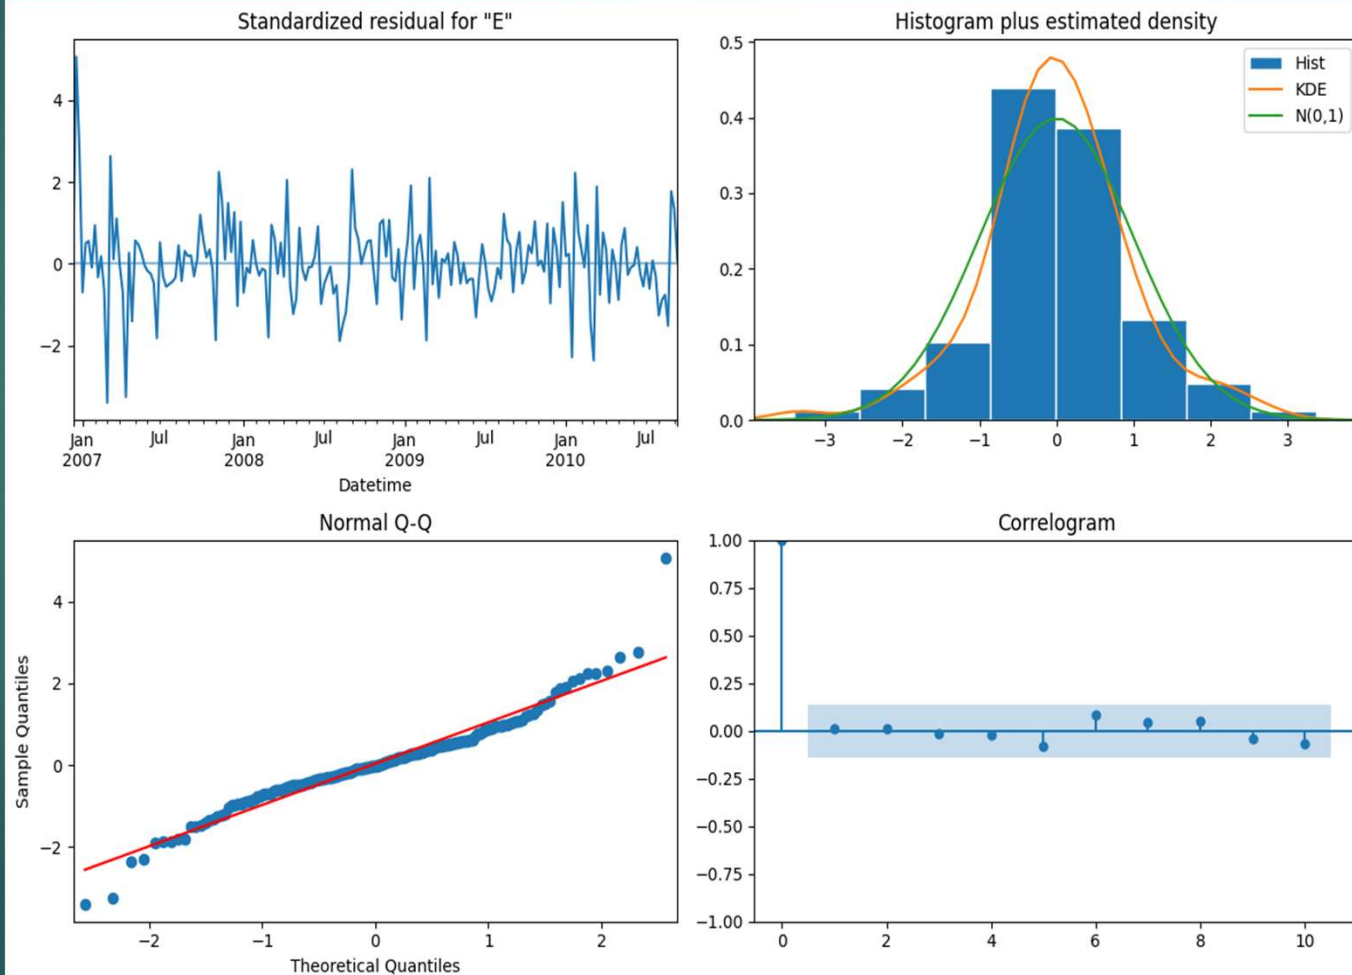 Standardized residual for "E"
4
2
0
−2
Jan Jul Jan Jul Jan Jul Jan Jul
2007 2008 2009 2010
Datetime
Histogram plus estimated density
0.5
0.4
0.3
0.2
0.1
0.0
Hist
KDE
N(0,1)
−3 −2 −1 0 1 2 3
Normal Q-Q
Sample Quantiles
4
2
0
−2
−2 −1 0 1 2
Theoretical Quantiles
Correlogram
1.00
0.75
0.50
0.25
0.00
−0.25
−0.50
−0.75
−1.00
0 2 4 6 8 10